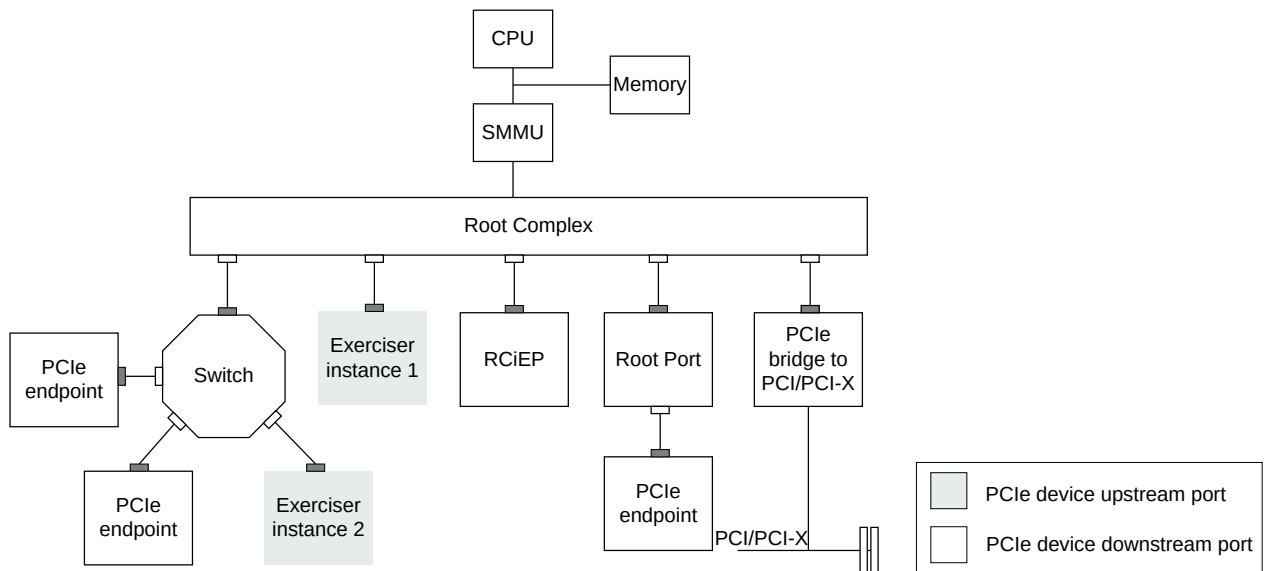 CPU
Memory
SMMU
Root Complex
PCIe
endpoint
Switch
Exerciser
instance 1
RCiEP
Root Port
PCIe
bridge to
PCI/PCI-X
PCIe
endpoint
Exerciser
instance 2
PCIe
endpoint
PCI/PCI-X
PCIe device upstream port
PCIe device downstream port